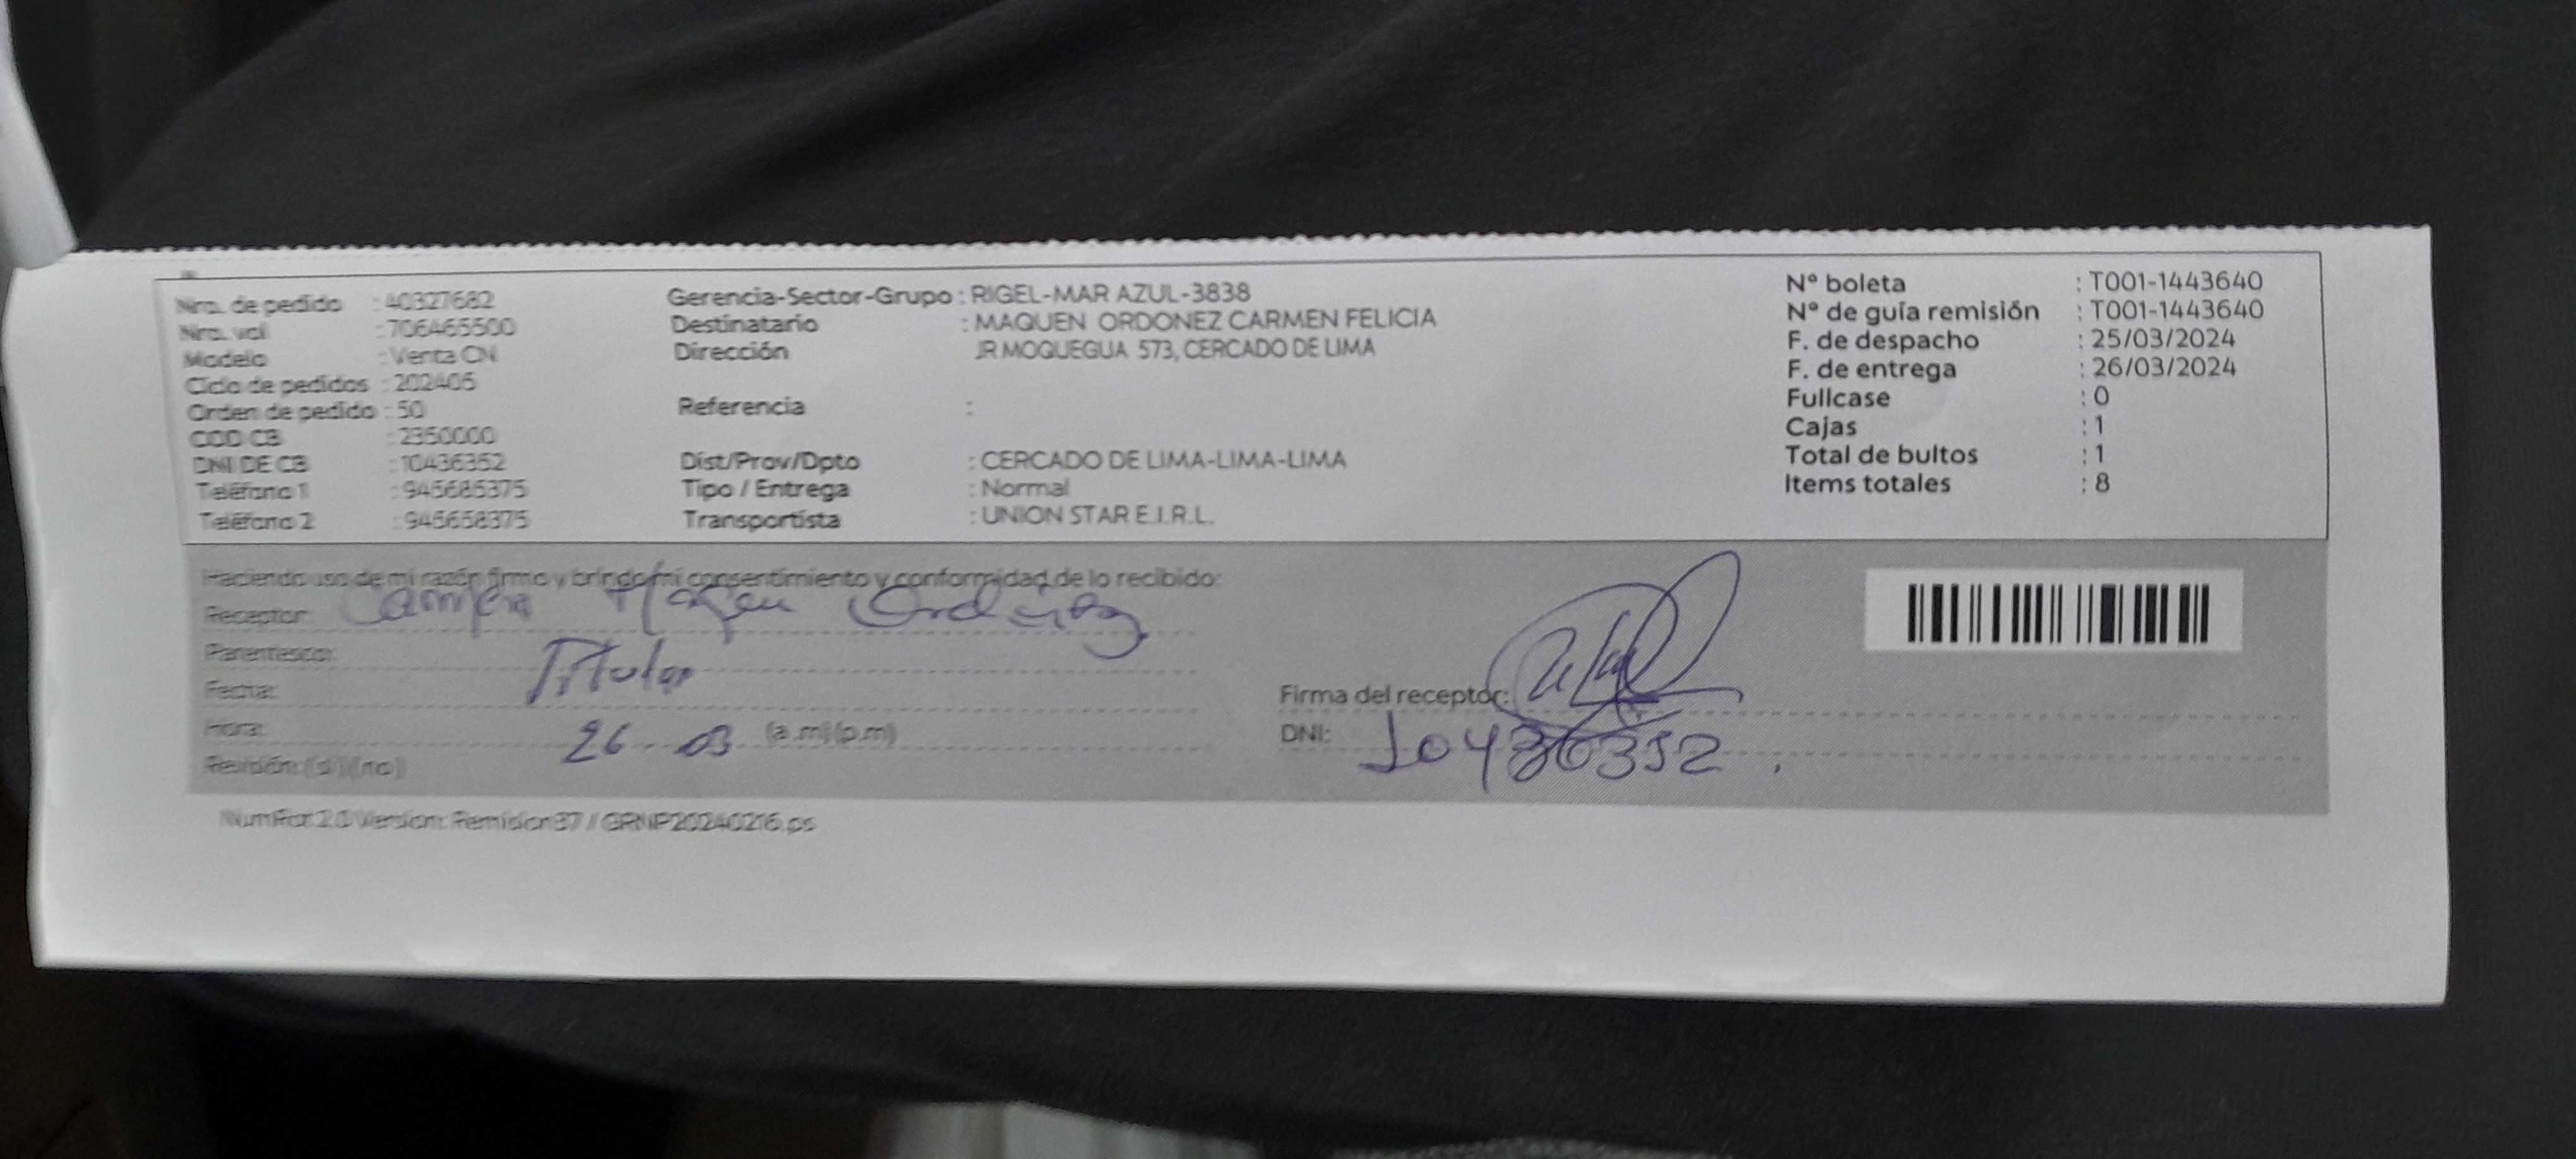 Nro. de pedido : 40327682
Nro. vol : 706465500
Modelo : Venta CN
Ciclo de pedidos : 202405
Orden de pedido : 50
COD CB : 2350000
DNI DE CB : 10436352
Teléfono 1 : 945685375
Teléfono 2 : 945658375
Gerencia-Sector-Grupo : RIGEL-MAR AZUL-3838
Destinatario : MAQUEN ORDONEZ CARMEN FELICIA
Dirección JR MOQUEGUA 573, CERCADO DE LIMA
Referencia :
Dist/Prov/Dpto : CERCADO DE LIMA-LIMA-LIMA
Tipo / Entrega : Normal
Transportista : UNION STAR E.I.R.L.
Nº boleta : T001-1443640
Nº de guía remisión : T001-1443640
F. de despacho : 25/03/2024
F. de entrega : 26/03/2024
Fullcase : 0
Cajas : 1
Total de bultos : 1
Items totales : 8
Haciendo uso de mi razón firmo y brindo mi consentimiento y conformidad de lo recibido:
Receptor: Carmen Maquen Ordoñez
Parentesco:
Titular
Fecha:
Hora: 26-03 (a.m) (p.m)
Revisión: (si) (no)
Firma del receptor:
DNI: 10436352
NumRot 2.0 Version: Remision37 / GRNP20240216.ps